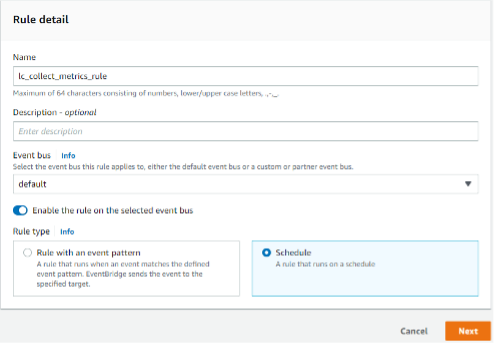 Rule detail
Name
lc_collect_metrics_rule
Maximum of 64 characters consisting of numbers, lower/upper case letters, .,-,_.
Description - optional
Enter description
Event bus Info
Select the event bus this rule applies to, either the default event bus or a custom or partner event bus.
default
Enable the rule on the selected event bus
Rule type Info
Rule with an event pattern
A rule that runs when an event matches the defined
event pattern. EventBridge sends the event to the
specified target.
Schedule
A rule that runs on a schedule
Cancel
Next